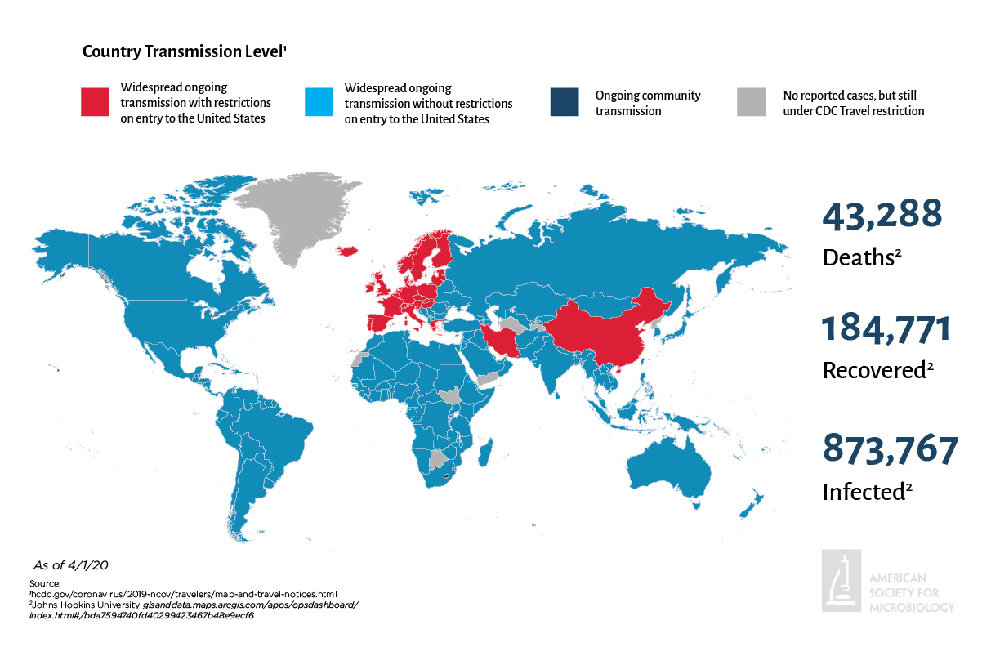 Country Transmission Level¹
Widespread ongoing
transmission with restrictions
on entry to the United States
Widespread ongoing
transmission without restrictions
on entry to the United States
Ongoing community
transmission
No reported cases, but still
under CDC Travel restriction
43,288
Deaths²
184,771
Recovered²
873,767
Infected²
As of 4/1/20
Source:
¹hcdc.gov/coronavirus/2019-ncov/travelers/map-and-travel-notices.html
²Johns Hopkins University gisanddata.maps.arcgis.com/apps/opsdashboard/
index.html#/bda7594740fd40299423467b48e9ecf6
AMERICAN
SOCIETY FOR
MICROBIOLOGY